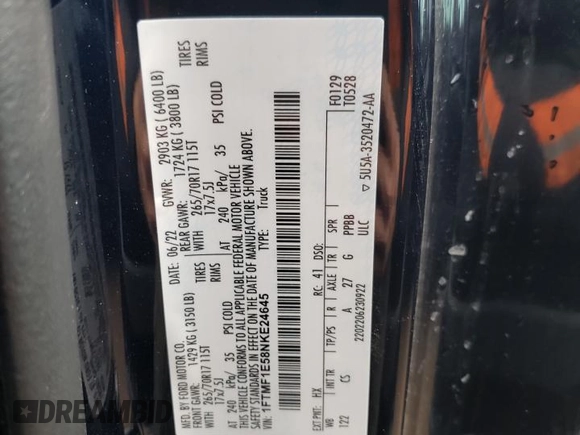 MFD. BY FORD MOTOR CO.
DATE: 06/22 GVWR: 2903 KG ( 6400 LB)
FRONT GAWR: 1429 KG ( 3150 LB) REAR GAWR: 1724 KG ( 3800 LB)
265/70R17 115T TIRES WITH 265/70R17 115T TIRES
17x7.5J RIMS 17x7.5J RIMS
AT 240 kPa/ 35 PSI COLD AT 240 kPa/ 35 PSI COLD
THIS VEHICLE CONFORMS TO ALL APPLICABLE FEDERAL MOTOR VEHICLE
SAFETY STANDARDS IN EFFECT ON THE DATE OF MANUFACTURE SHOWN ABOVE.
VIN: 1FTMF1E58NKE24645 TYPE: Truck
F0129
T0528
EXT PNT: HX RC: 41 DSO:
WB INT TR TP/PS R AXLE TR SPR
122 CS A 27 G PPBB
ULC
2202206230922 ▽ 5U5A-3520472-AA
DREAMBID